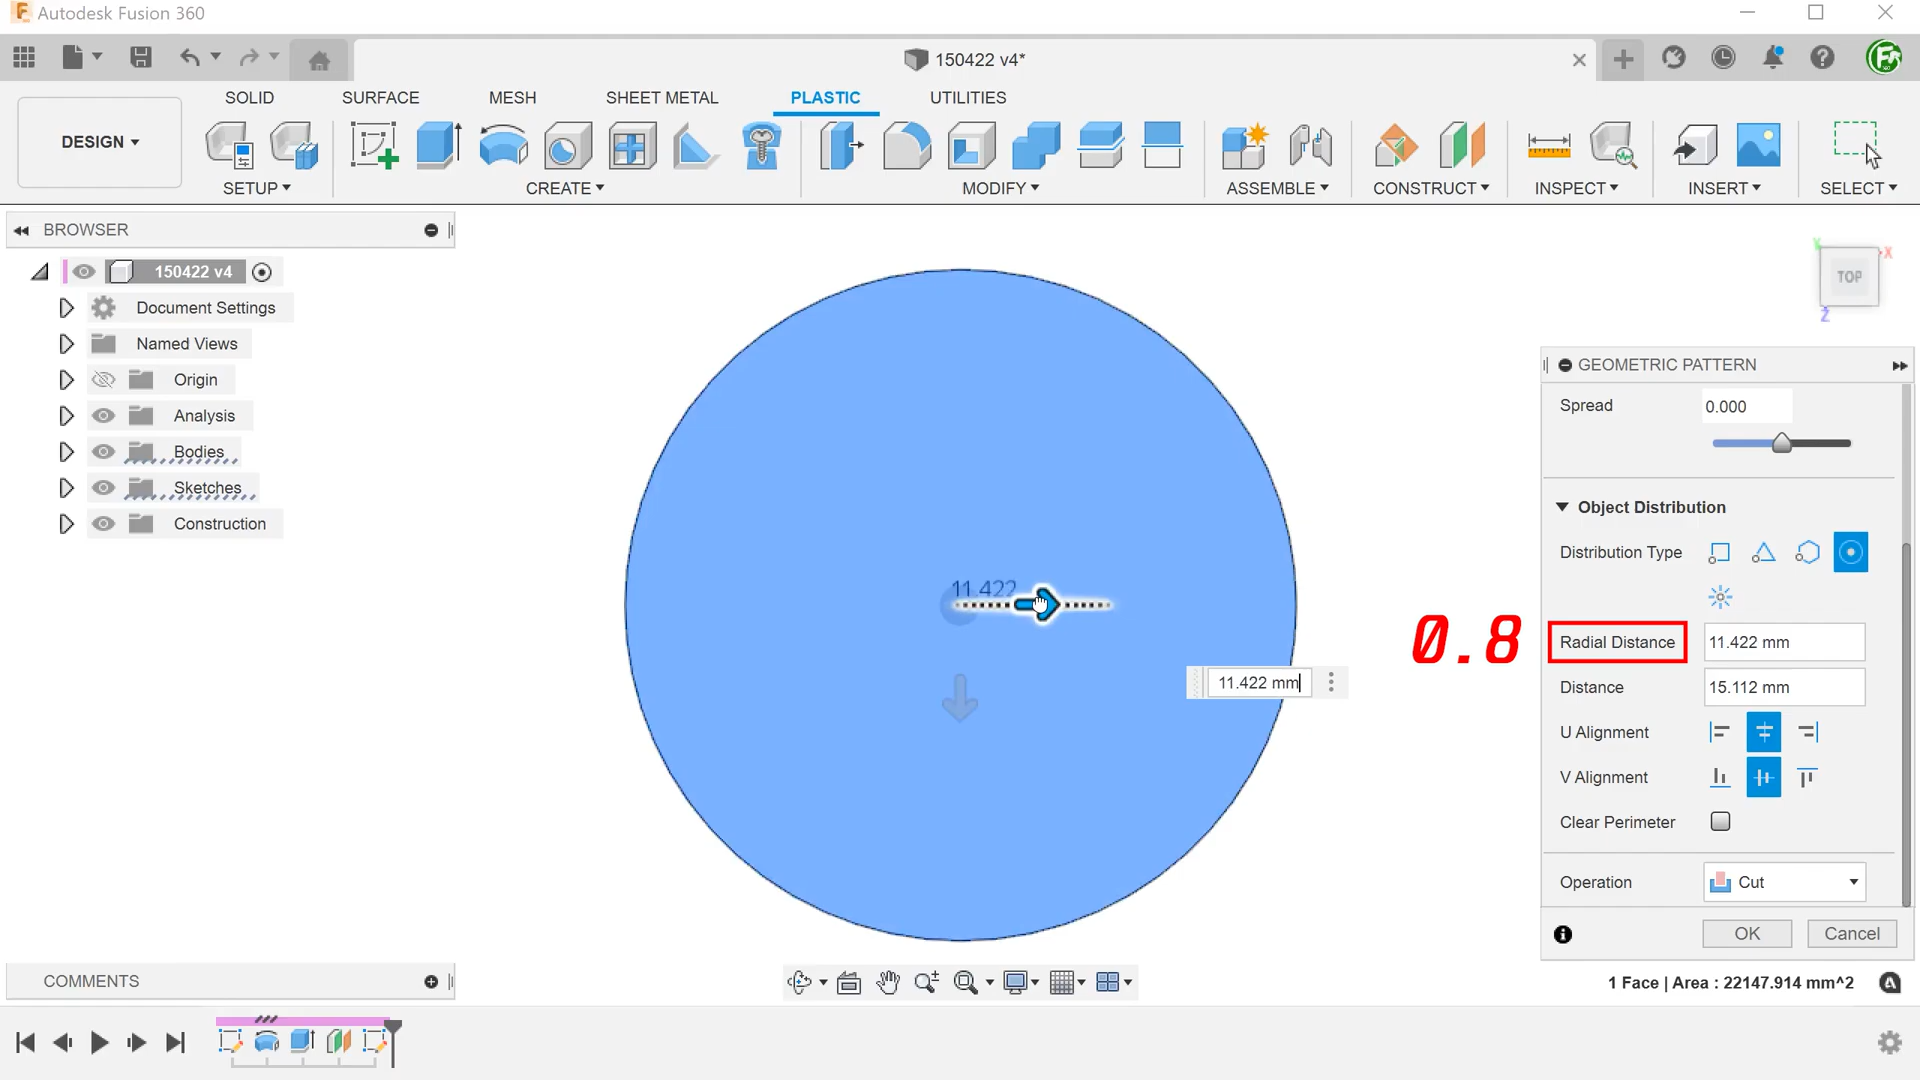 Autodesk Fusion 360
150422 v4*
SOLID SURFACE MESH SHEET METAL PLASTIC UTILITIES
DESIGN
SETUP CREATE MODIFY ASSEMBLE CONSTRUCT INSPECT INSERT SELECT
BROWSER
150422 v4
Document Settings
Named Views
Origin
Analysis
Bodies
Sketches
Construction
Y
X
TOP
Z
11.422
11.422 mm
0.8
GEOMETRIC PATTERN
Spread 0.000
Object Distribution
Distribution Type
Radial Distance 11.422 mm
Distance 15.112 mm
U Alignment
V Alignment
Clear Perimeter
Operation Cut
OK Cancel
COMMENTS
1 Face | Area : 22147.914 mm^2